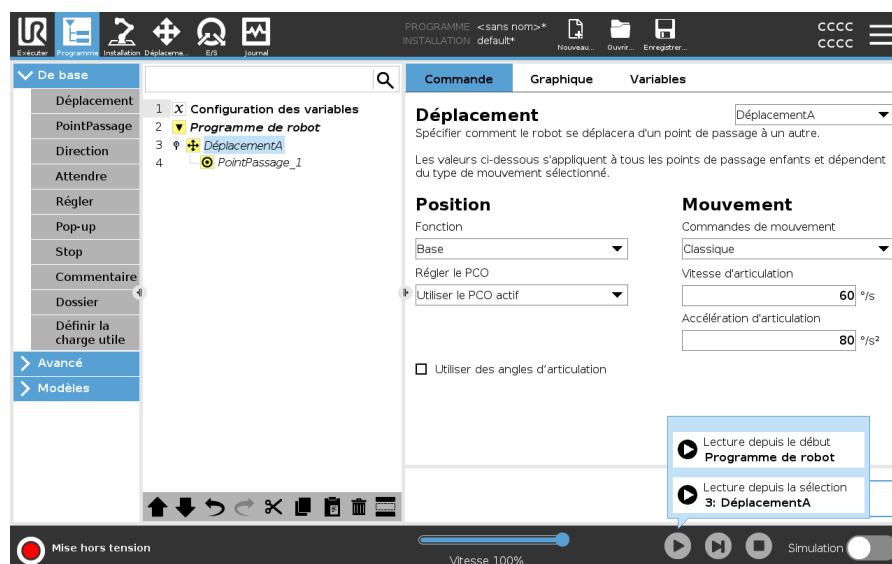 PROGRAMME <sans nom>*
INSTALLATION default*
Exécuter Programme Installation Déplaceme... E/S Journal
Nouveau... Ouvrir... Enregistrer...
CCCC
CCCC
De base
Déplacement
PointPassage
Direction
Attendre
Régler
Pop-up
Stop
Commentaire
Dossier
Définir la
charge utile
Avancé
Modèles
1 X Configuration des variables
2 Programme de robot
3 DéplacementA
4 PointPassage_1
Commande Graphique Variables
Déplacement
DéplacementA
Spécifier comment le robot se déplacera d'un point de passage à un autre.
Les valeurs ci-dessous s'appliquent à tous les points de passage enfants et dépendent
du type de mouvement sélectionné.
Position
Fonction
Base
Régler le PCO
Utiliser le PCO actif
Utiliser des angles d'articulation
Mouvement
Commandes de mouvement
Classique
Vitesse d'articulation
60 °/s
Accélération d'articulation
80 °/s²
Lecture depuis le début
Programme de robot
Lecture depuis la sélection
3: DéplacementA
Mise hors tension
Vitesse 100%
Simulation